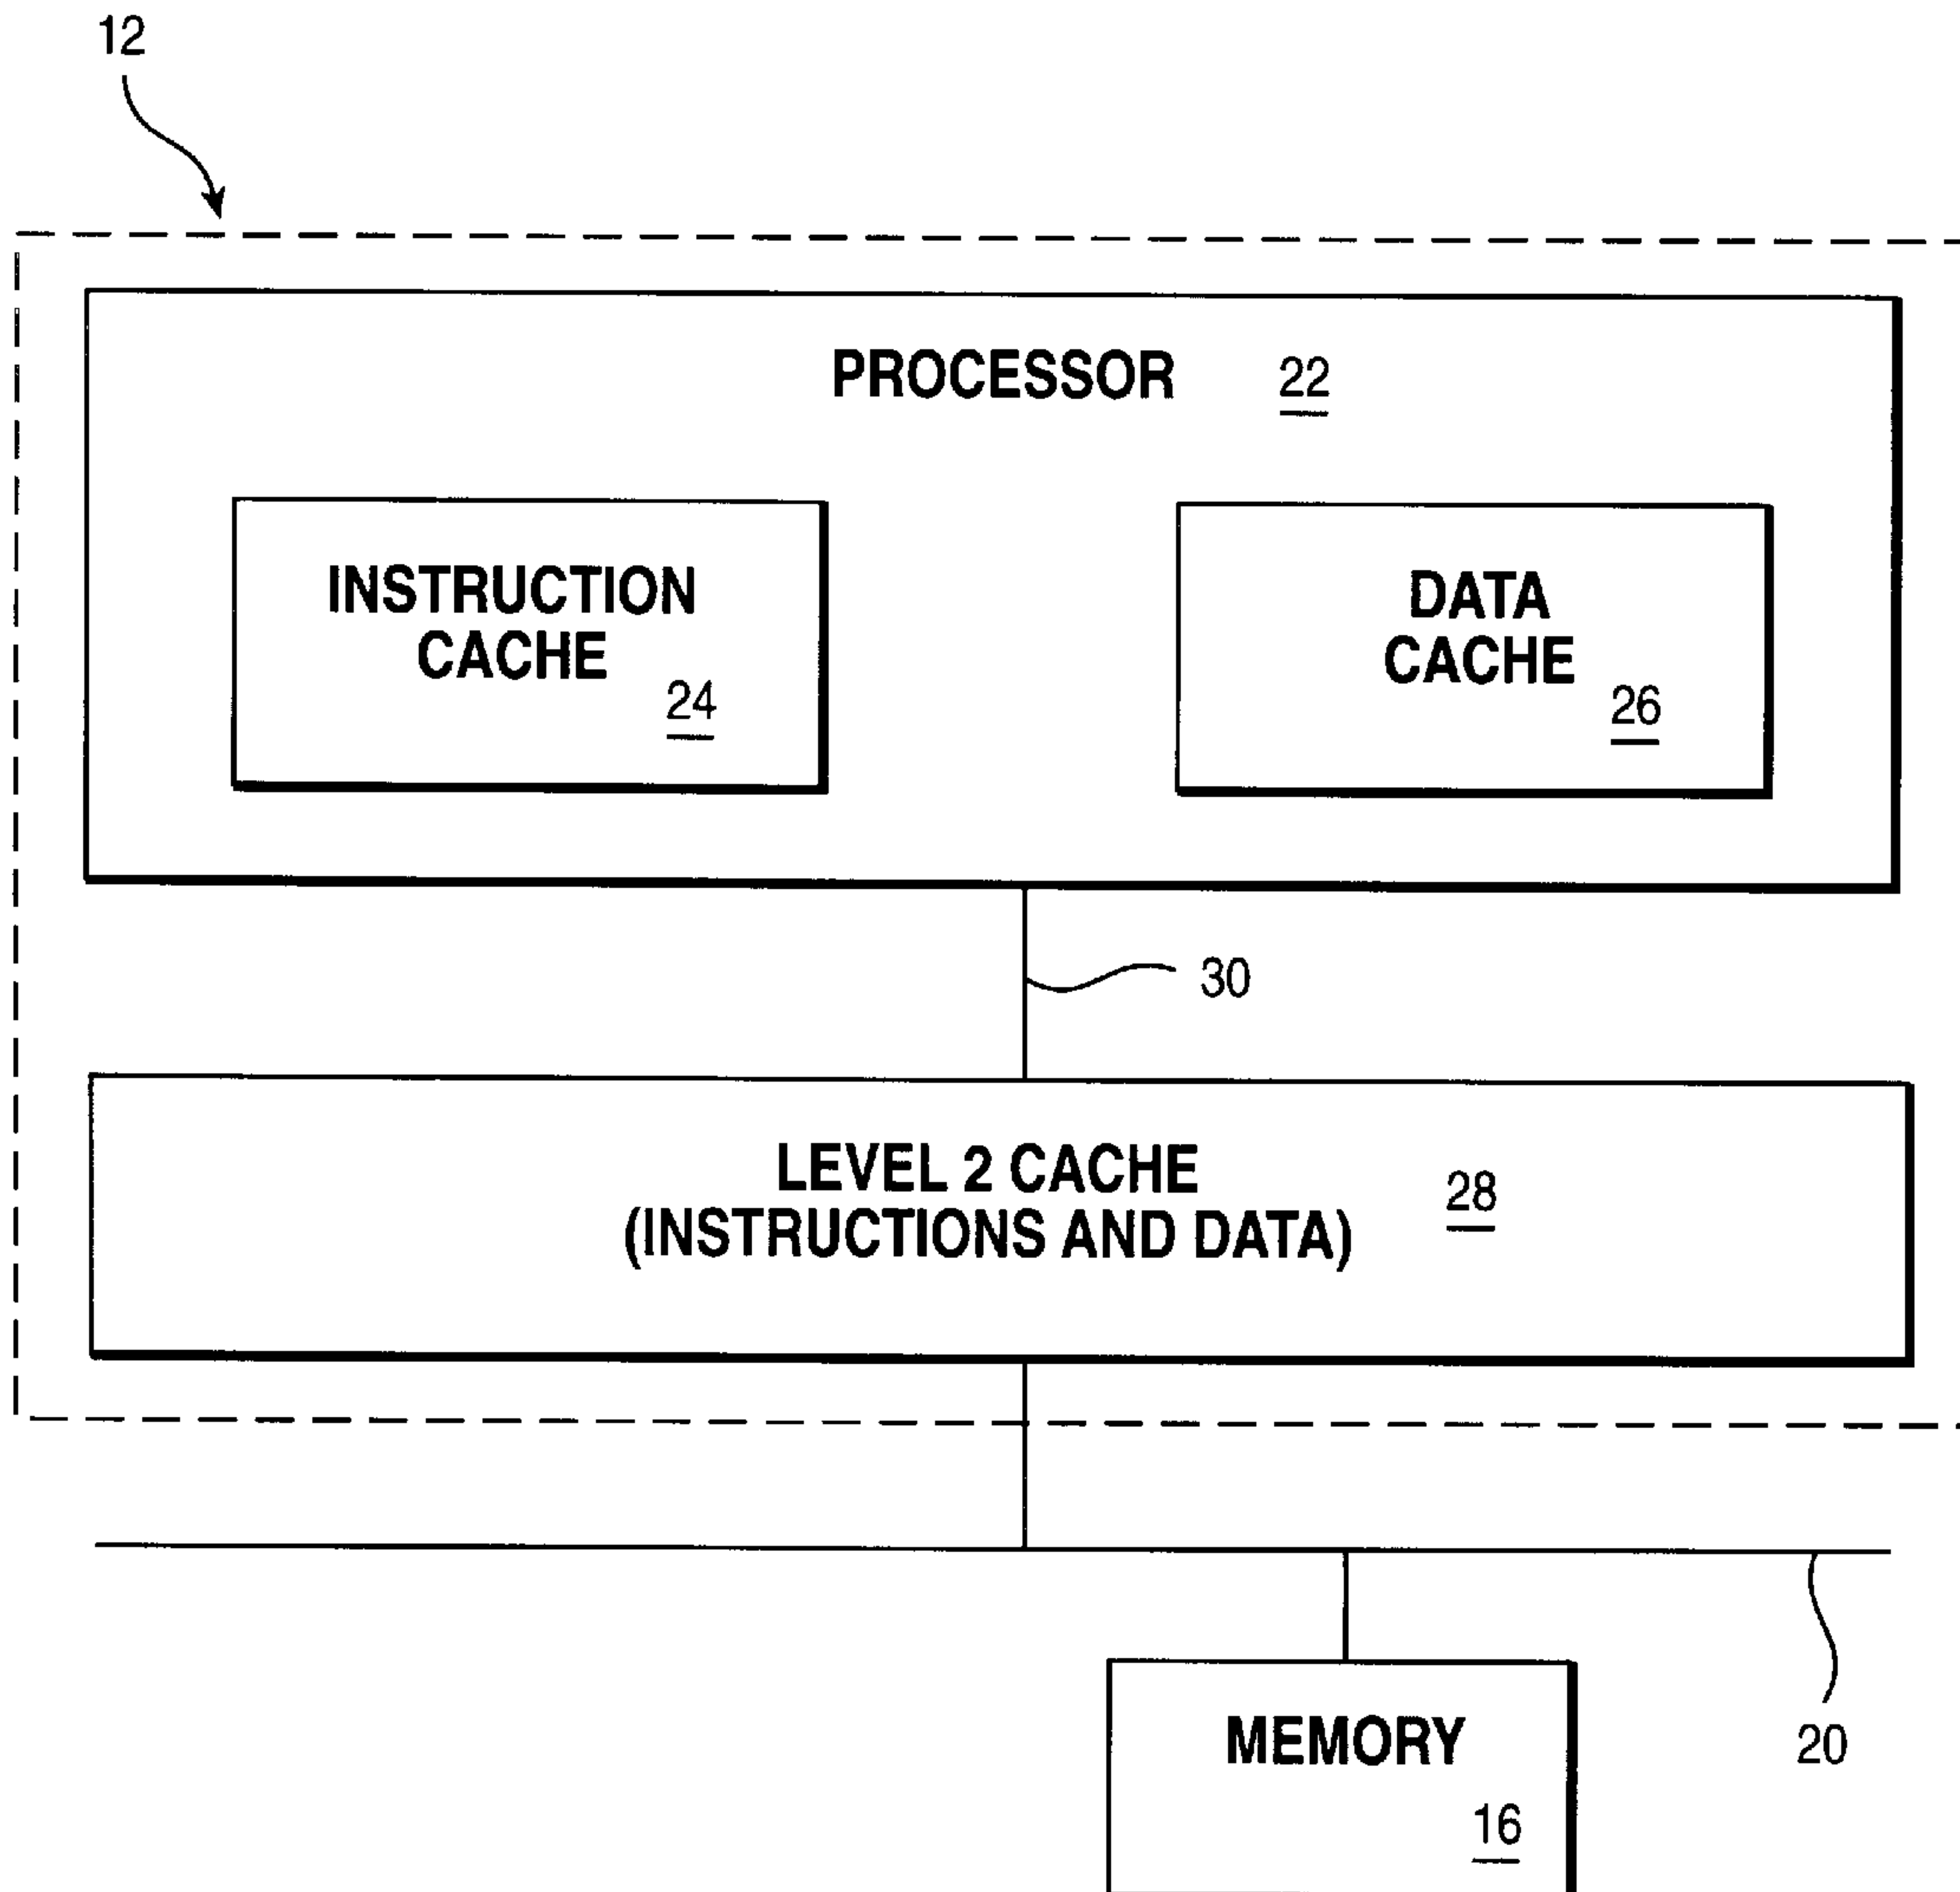 12
PROCESSOR 22
INSTRUCTION
CACHE
24
DATA
CACHE
26
30
LEVEL 2 CACHE
(INSTRUCTIONS AND DATA)
28
20
MEMORY
16